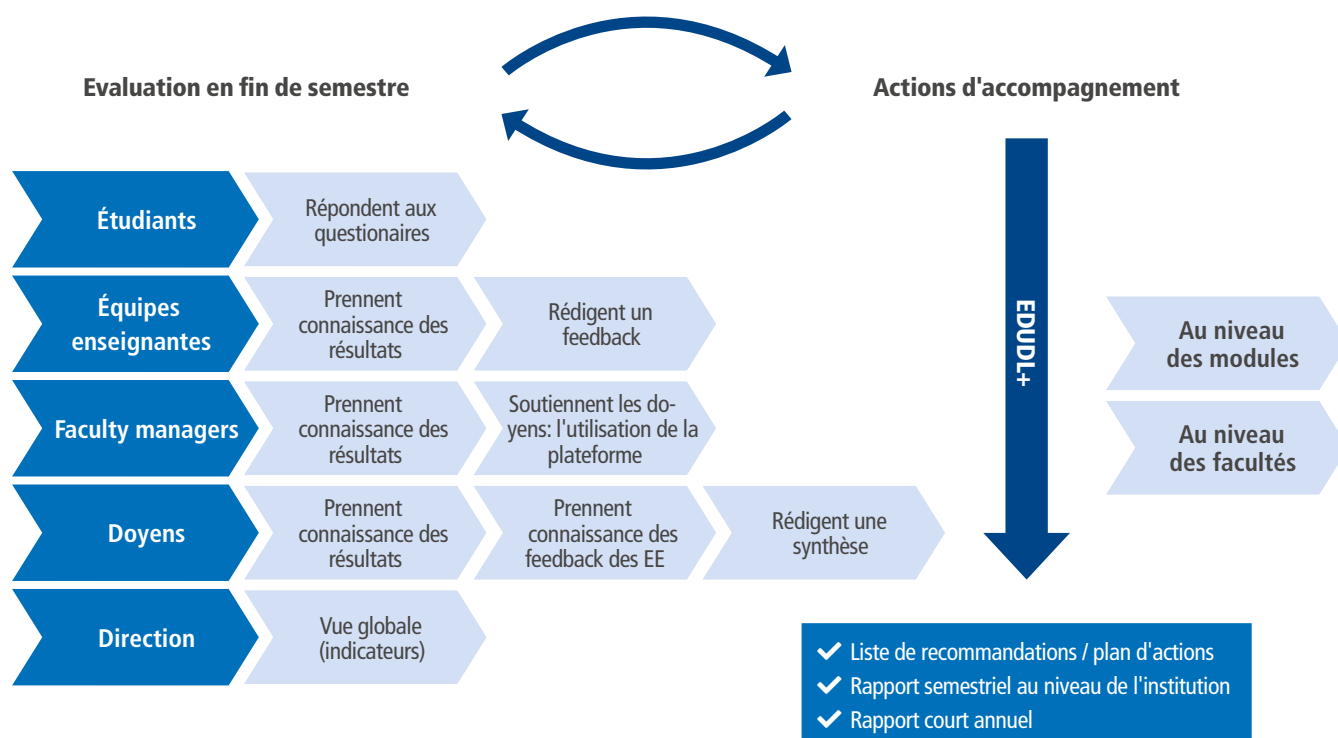 Evaluation en fin de semestre
Actions d'accompagnement
Étudiants
Répondent aux
questionaires
Équipes
enseignantes
Prennent
connaissance des
résultats
Rédigent un
feedback
Faculty managers
Prennent
connaissance des
résultats
Soutiennent les do-
yens: l'utilisation de la
plateforme
Doyens
Prennent
connaissance des
résultats
Prennent
connaissance des
feedback des EE
Rédigent une
synthèse
Direction
Vue globale
(indicateurs)
EDUDL+
Au niveau
des modules
Au niveau
des facultés
Liste de recommandations / plan d'actions
Rapport semestriel au niveau de l'institution
Rapport court annuel